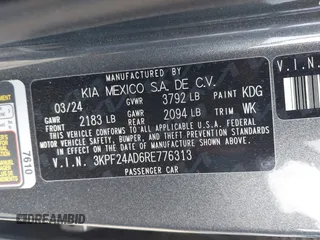 MANUFACTURED BY
KIA MEXICO S.A. DE C.V.
03/24 GVWR 3792 LB PAINT KDG
GAWR FRONT 2183 LB GAWR REAR 2094 LB TRIM WK
THIS VEHICLE CONFORMS TO ALL APPLICABLE
FEDERAL MOTOR VEHICLE SAFETY, BUMPER,
AND THEFT PREVENTION STANDARDS IN EFFECT
ON THE DATE OF MANUFACTURE SHOWN ABOVE.
V.I.N. 3KPF24AD6RE776313
PASSENGER CAR
7610
V.I.N.